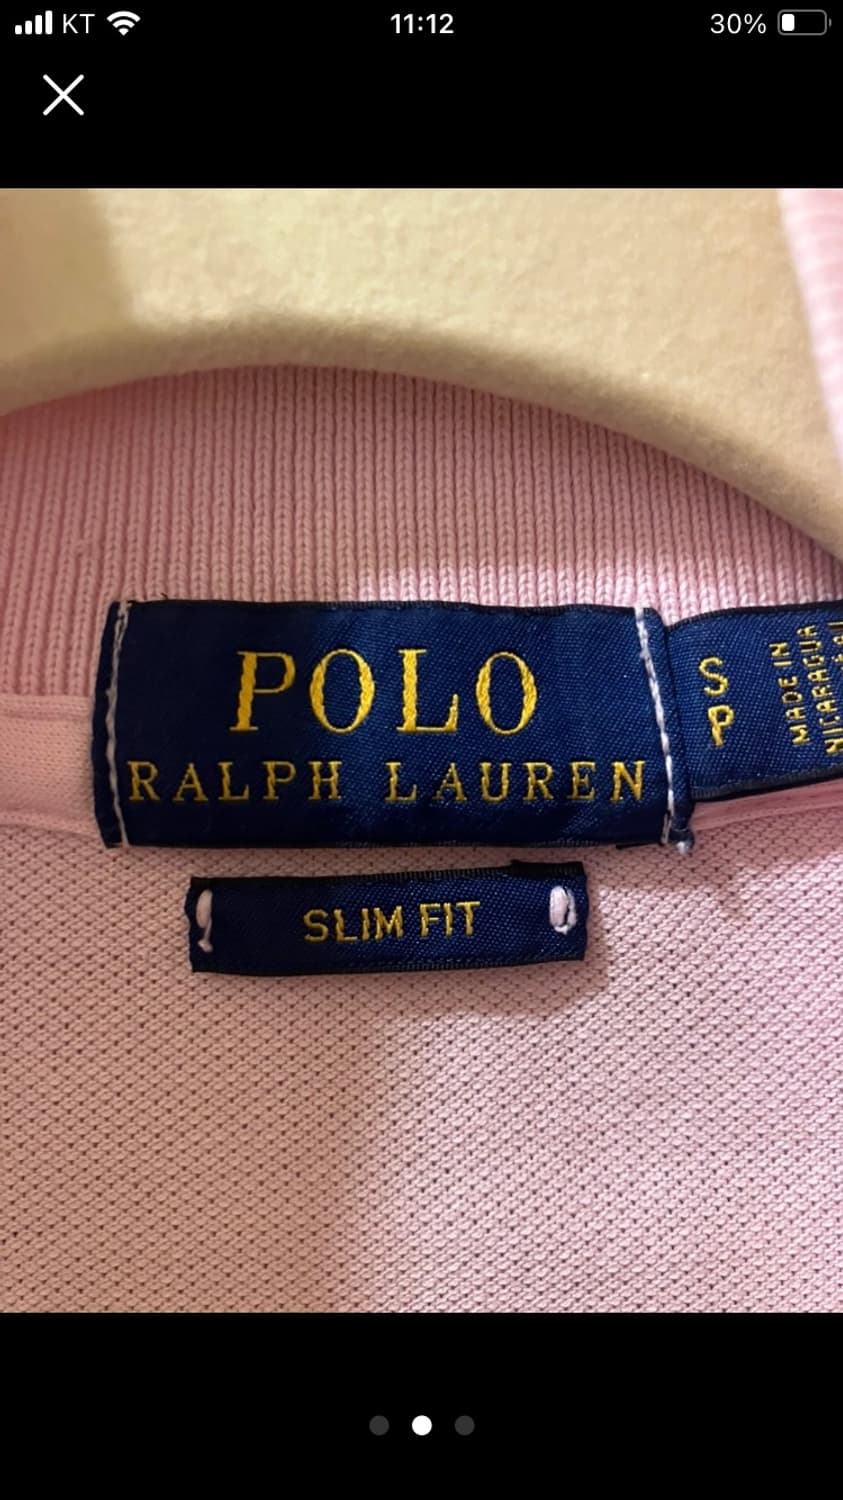 KT 11:12 30%
POLO
RALPH LAUREN
S
P
MADE IN
NICARAGUA
SLIM FIT